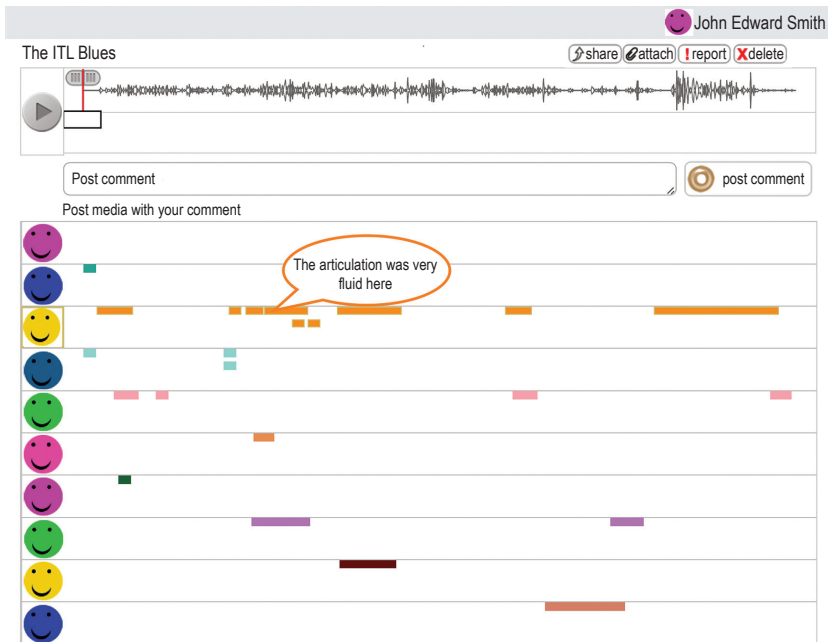 John Edward Smith
The ITL Blues
share attach ! report X delete
Post comment
post comment
Post media with your comment
The articulation was very
fluid here